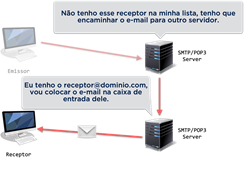 Não tenho esse receptor na minha lista, tenho que
encaminhar o e-mail para outro servidor.
Emissor
SMTP/POP3
Server
Eu tenho o receptor@dominio.com,
vou colocar o e-mail na caixa de
entrada dele.
SMTP/POP3
Server
Receptor